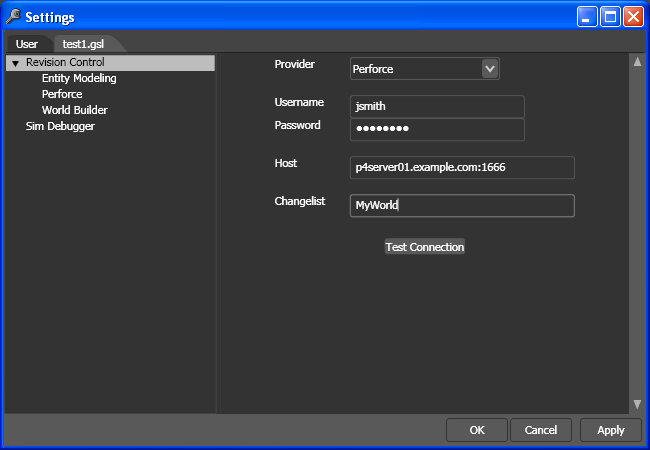 Settings
User test1.gsl
Revision Control
Entity Modeling
Perforce
World Builder
Sim Debugger
Provider Perforce
Username jsmith
Password ●●●●●●●●
Host p4server01.example.com:1666
Changelist MyWorld
Test Connection
OK Cancel Apply